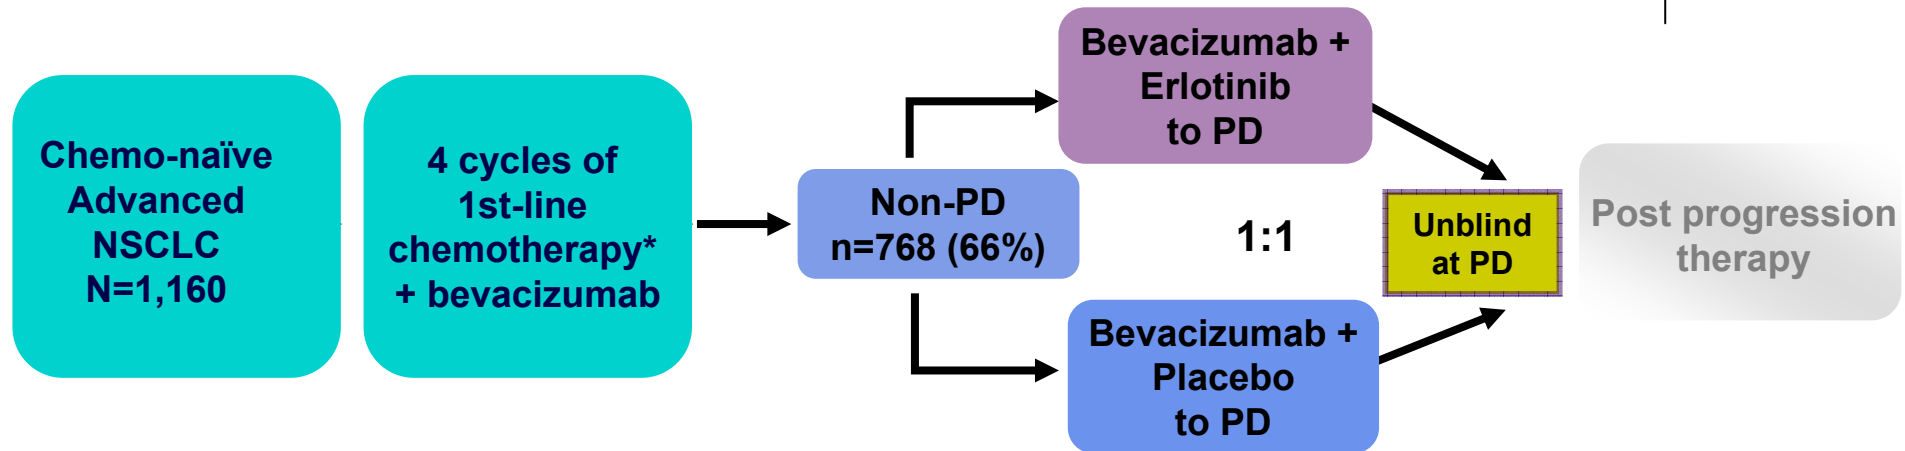 Chemo-naïve
Advanced
NSCLC
N=1,160
4 cycles of
1st-line
chemotherapy*
+ bevacizumab
Non-PD
n=768 (66%)
Bevacizumab +
Erlotinib
to PD
1:1
Bevacizumab +
Placebo
to PD
Unblind
at PD
Post progression
therapy